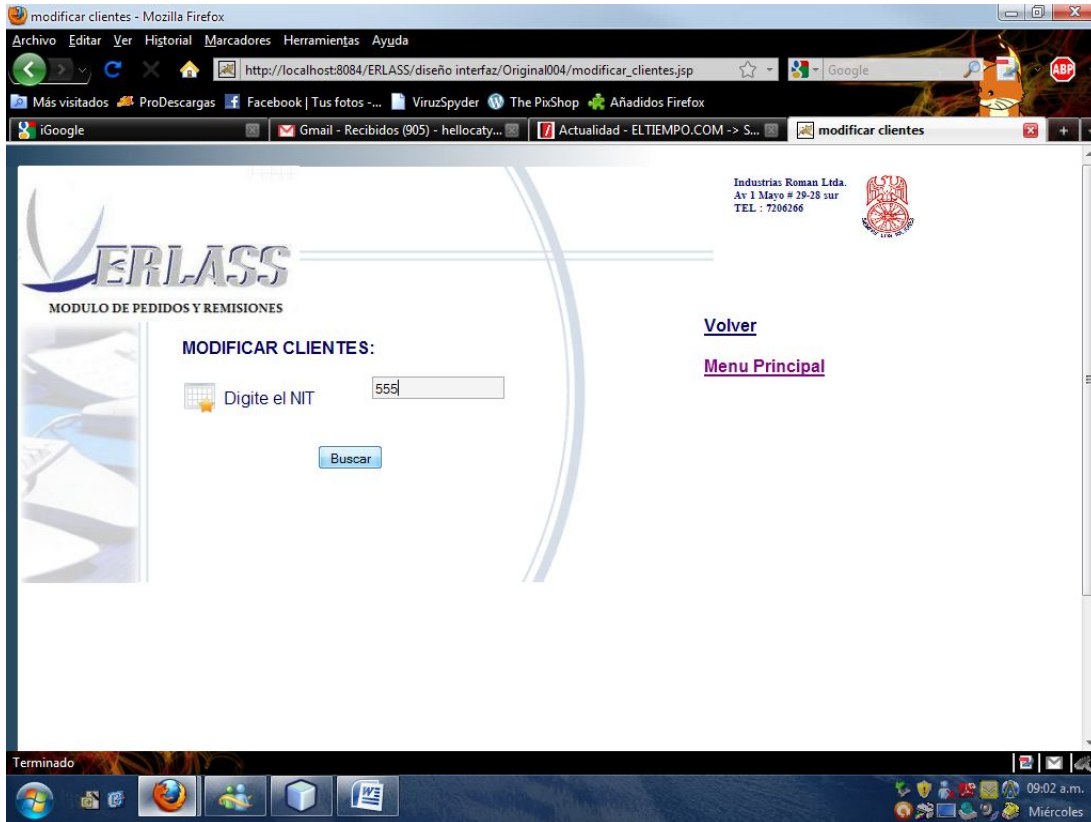 modificar clientes - Mozilla Firefox
Archivo Editar Ver Historial Marcadores Herramientas Ayuda
http://localhost:8084/ERLASS/diseño interfaz/Original004/modificar_clientes.jsp
Google
ABP
Más visitados ProDescargas Facebook | Tus fotos -... ViruzSpyder The PixShop Añadidos Firefox
iGoogle
Gmail - Recibidos (905) - hellocaty...
Actualidad - ELTIEMPO.COM -> S...
modificar clientes
Industrias Roman Ltda.
Av 1 Mayo # 29-28 sur
TEL : 7206266
ERLASS
MODULO DE PEDIDOS Y REMISIONES
MODIFICAR CLIENTES:
Digite el NIT
555
Buscar
Volver
Menu Principal
Terminado
09:02 a.m.
Miércoles